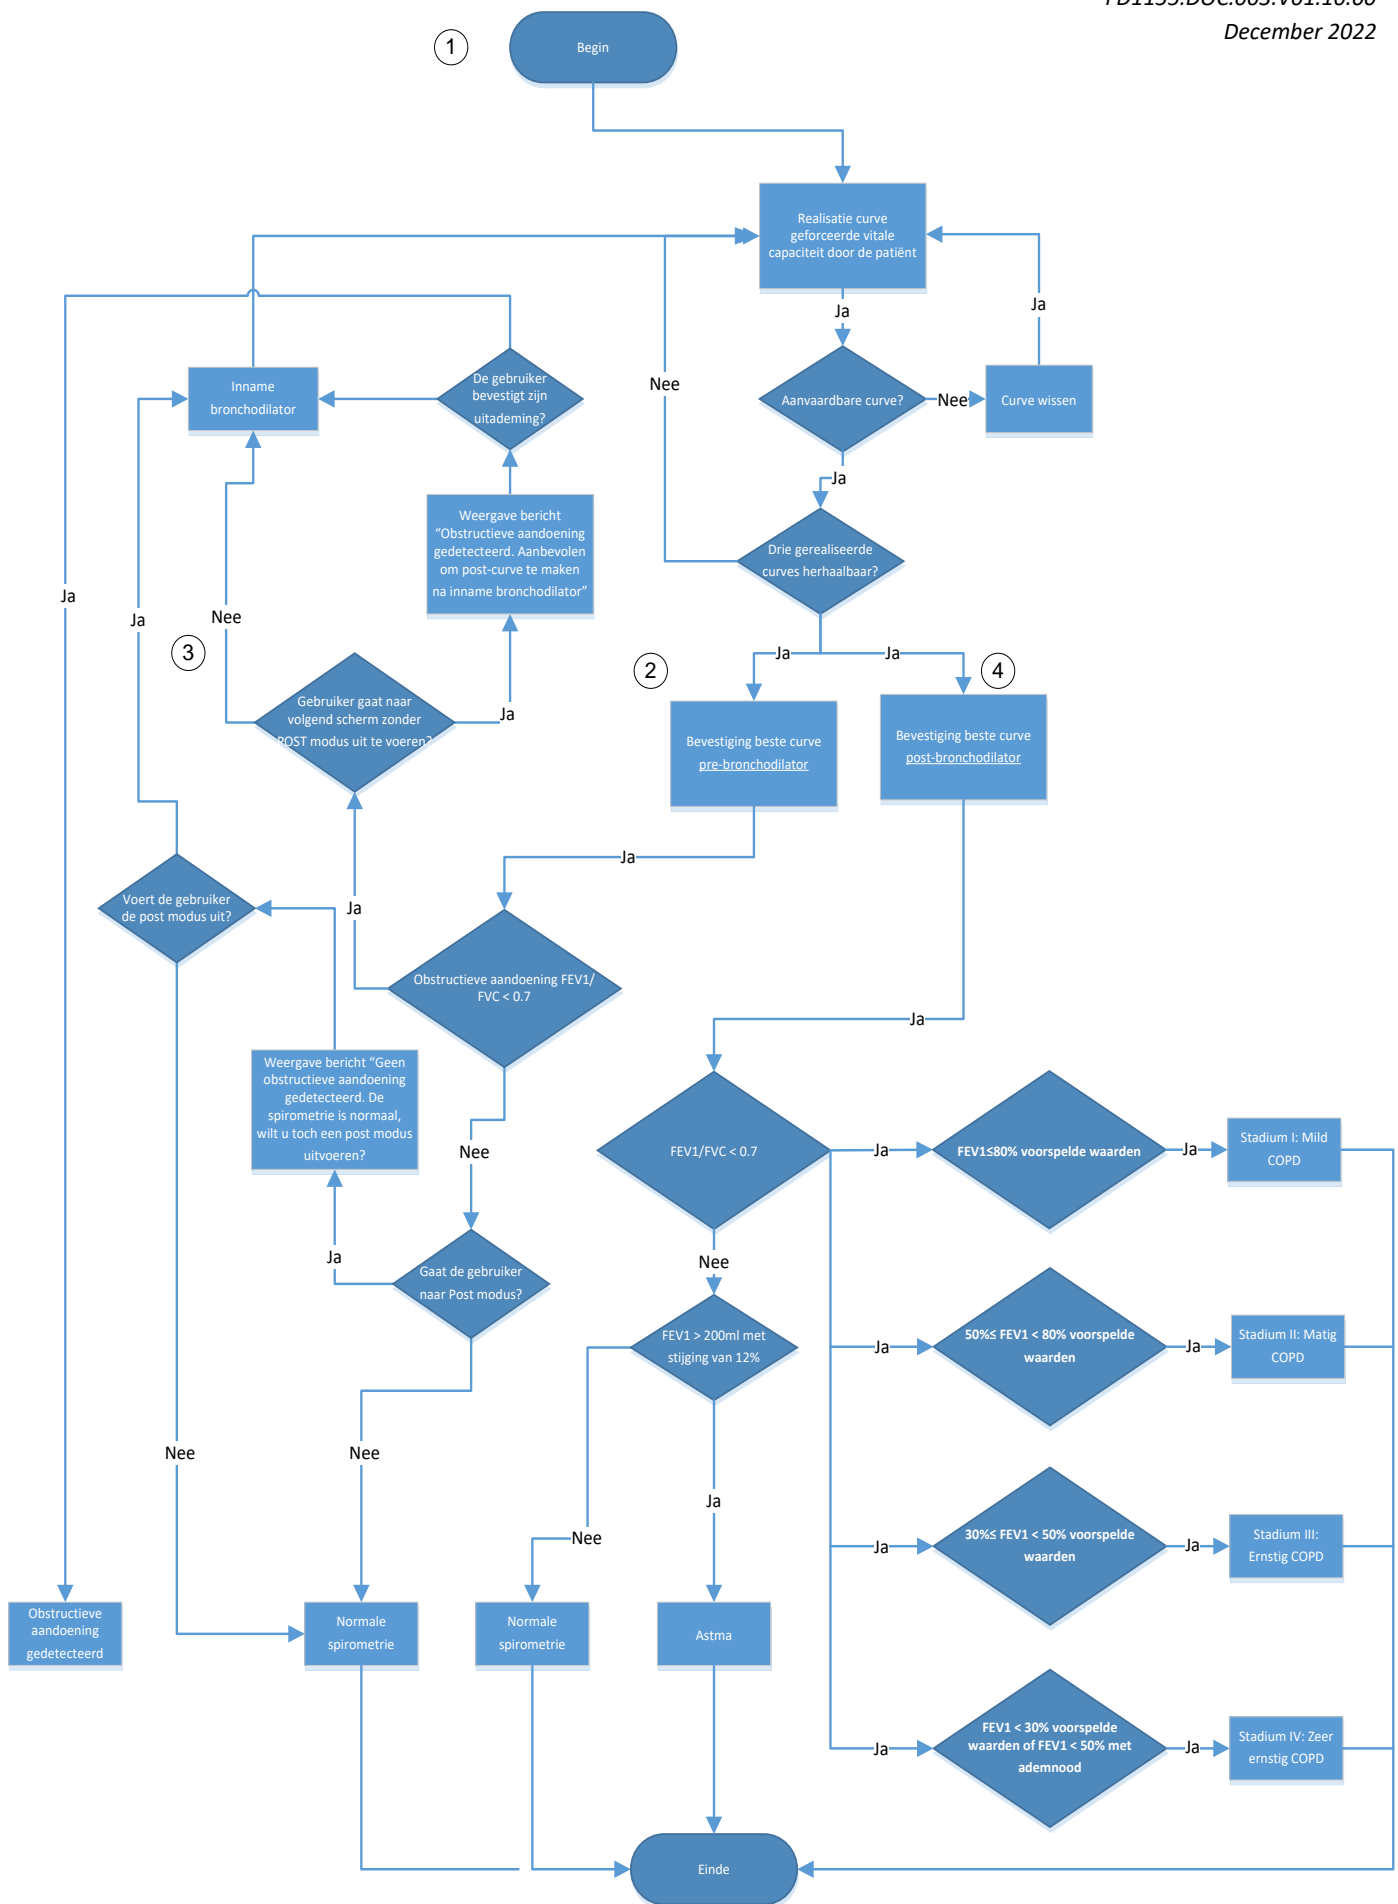 December 2022
1
Begin
Realisatie curve
geforceerde vitale
capaciteit door de patiënt
Ja
Ja
Nee
De gebruiker
bevestigt zijn
uitademing?
Inname
bronchodilator
Aanvaardbare curve?
Nee
Curve wissen
Ja
Weergave bericht
“Obstructieve aandoening
gedetecteerd. Aanbevolen
om post-curve te maken
na inname bronchodilator”
Drie gerealiseerde
curves herhaalbaar?
Ja
Ja
Nee
3
Ja
Ja
2
4
Gebruiker gaat naar
volgend scherm zonder
POST modus uit te voeren?
Ja
Bevestiging beste curve
pre-bronchodilator
Bevestiging beste curve
post-bronchodilator
Ja
Voert de gebruiker
de post modus uit?
Ja
Obstructieve aandoening FEV1/
FVC < 0.7
Ja
Weergave bericht “Geen
obstructieve aandoening
gedetecteerd. De
spirometrie is normaal,
wilt u toch een post modus
uitvoeren?
Nee
FEV1/FVC < 0.7
Ja
FEV1≤80% voorspelde waarden
Ja
Stadium I: Mild
COPD
Ja
Gaat de gebruiker
naar Post modus?
Nee
FEV1 > 200ml met
stijging van 12%
Ja
50%≤ FEV1 < 80% voorspelde
waarden
Ja
Stadium II: Matig
COPD
Nee
Nee
Ja
Nee
Ja
30%≤ FEV1 < 50% voorspelde
waarden
Ja
Stadium III:
Ernstig COPD
Obstructieve
aandoening
gedetecteerd
Normale
spirometrie
Normale
spirometrie
Astma
Ja
FEV1 < 30% voorspelde
waarden of FEV1 < 50% met
ademnood
Ja
Stadium IV: Zeer
ernstig COPD
Einde